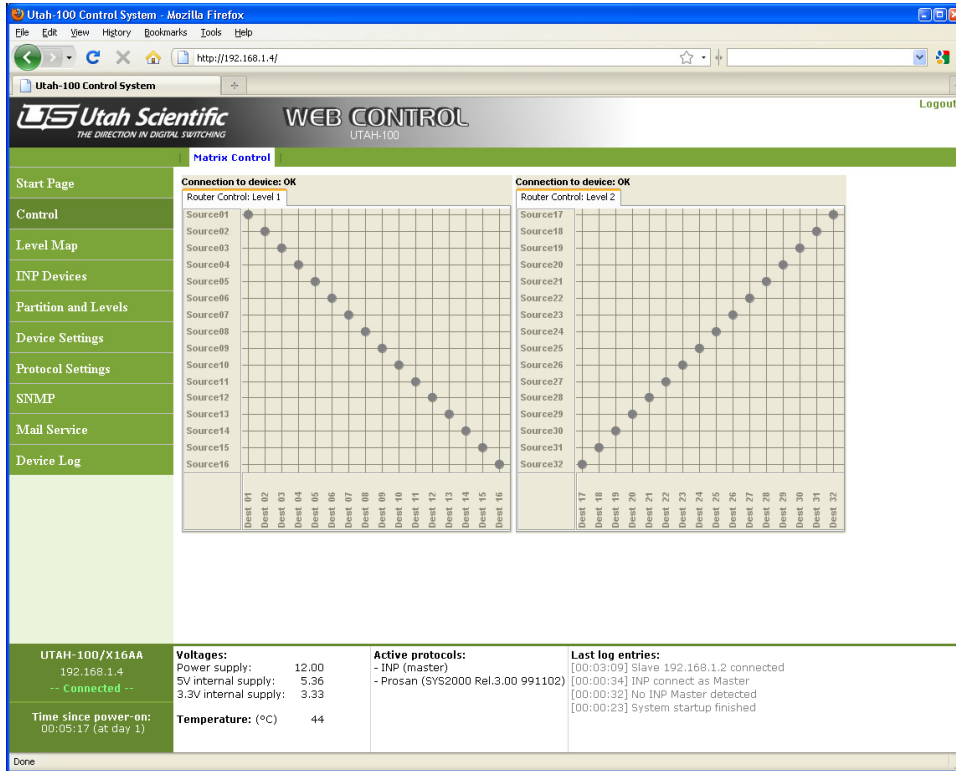 Utah-100 Control System - Mozilla Firefox
File Edit View History Bookmarks Tools Help
http://192.168.1.4/
Utah-100 Control System
US Utah Scientific
THE DIRECTION IN DIGITAL SWITCHING
WEB CONTROL
UTAH-100
Logout
Matrix Control
Start Page
Control
Level Map
INP Devices
Partition and Levels
Device Settings
Protocol Settings
SNMP
Mail Service
Device Log
Connection to device: OK
Router Control: Level 1
Source01
Source02
Source03
Source04
Source05
Source06
Source07
Source08
Source09
Source10
Source11
Source12
Source13
Source14
Source15
Source16
Dest 01
Dest 02
Dest 03
Dest 04
Dest 05
Dest 06
Dest 07
Dest 08
Dest 09
Dest 10
Dest 11
Dest 12
Dest 13
Dest 14
Dest 15
Dest 16
Connection to device: OK
Router Control: Level 2
Source17
Source18
Source19
Source20
Source21
Source22
Source23
Source24
Source25
Source26
Source27
Source28
Source29
Source30
Source31
Source32
Dest 17
Dest 18
Dest 19
Dest 20
Dest 21
Dest 22
Dest 23
Dest 24
Dest 25
Dest 26
Dest 27
Dest 28
Dest 29
Dest 30
Dest 31
Dest 32
UTAH-100/X16AA
192.168.1.4
-- Connected --
Time since power-on:
00:05:17 (at day 1)
Voltages:
Power supply: 12.00
5V internal supply: 5.36
3.3V internal supply: 3.33
Temperature: (°C) 44
Active protocols:
- INP (master)
- Prosan (SYS2000 Rel.3.00 991102)
Last log entries:
[00:03:09] Slave 192.168.1.2 connected
[00:00:34] INP connect as Master
[00:00:32] No INP Master detected
[00:00:23] System startup finished
Done